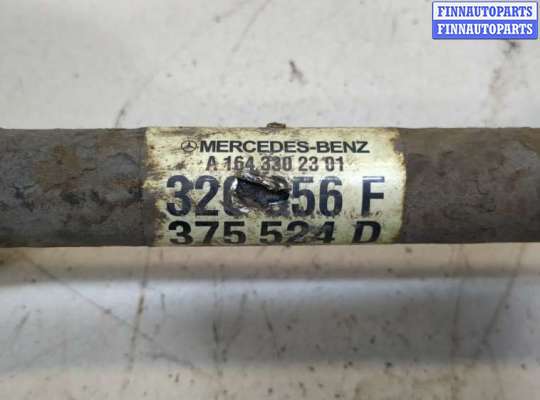 FINNAUTOPARTS
FINNAUTOPARTS
MERCEDES-BENZ
A 164 330 23 01
F
375 524 D